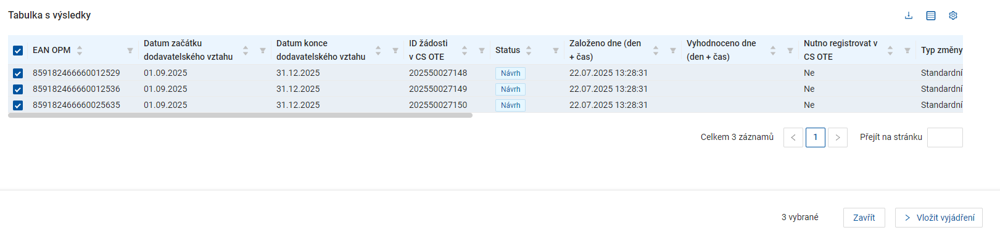 Tabulka s výsledky
EAN OPM
Datum začátku dodavatelského vztahu
Datum konce dodavatelského vztahu
ID žádosti v CS OTE
Status
Založeno dne (den + čas)
Vyhodnoceno dne (den + čas)
Nutno registrovat v CS OTE
Typ změny
859182466660012529 01.09.2025 31.12.2025 202550027148 Návrh 22.07.2025 13:28:31 Ne Standardní
859182466660012536 01.09.2025 31.12.2025 202550027149 Návrh 22.07.2025 13:28:31 Ne Standardní
859182466660025635 01.09.2025 31.12.2025 202550027150 Návrh 22.07.2025 13:28:31 Ne Standardní
Celkem 3 záznamů 1 Přejít na stránku
3 vybrané Zavřít Vložit vyjádření